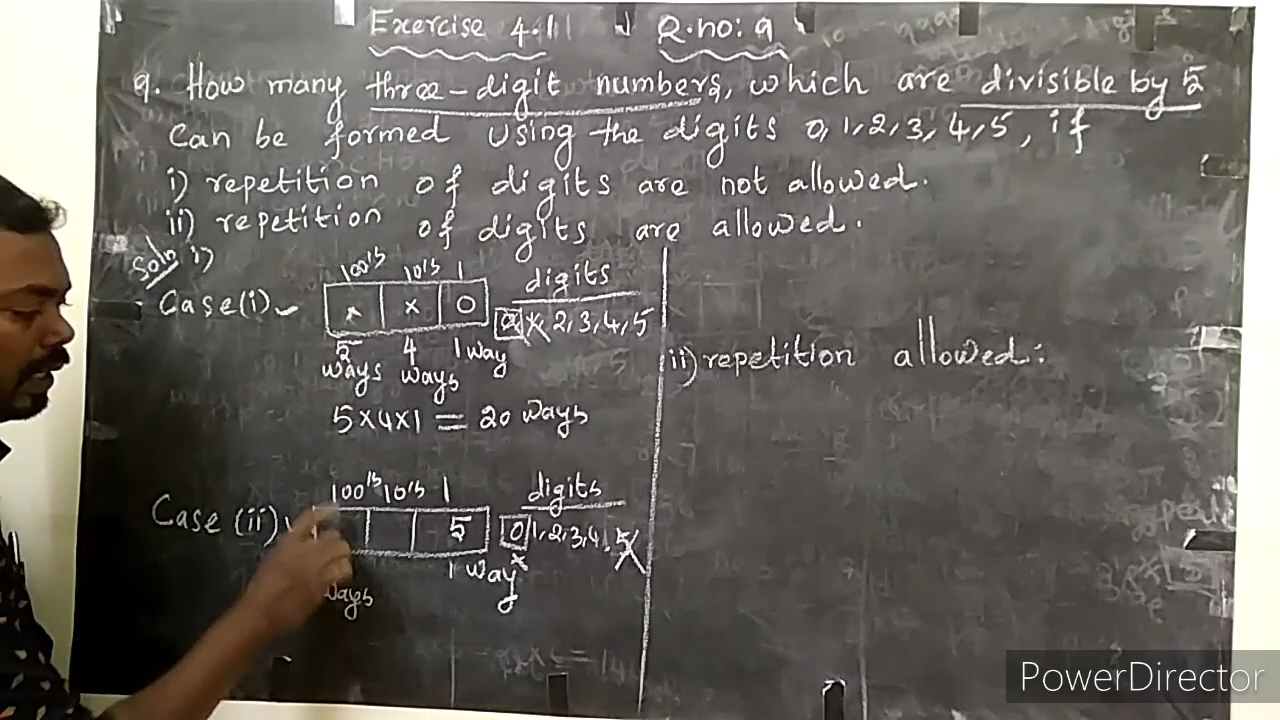 Exercise 4.1 Q.no: 9
9. How many three-digit numbers, which are divisible by 5
can be formed using the digits 0, 1, 2, 3, 4, 5, if
i) repetition of digits are not allowed.
ii) repetition of digits are allowed.
Soln i)
100's 10's 1 digits
Case(i) x x 0 0 1, 2, 3, 4, 5
5 ways 4 ways 1 way
5x4x1 = 20 ways
100's 10's 1 digits
Case (ii) 5 0 1, 2, 3, 4, 5
1 way
ways
ii) repetition allowed:
PowerDirector